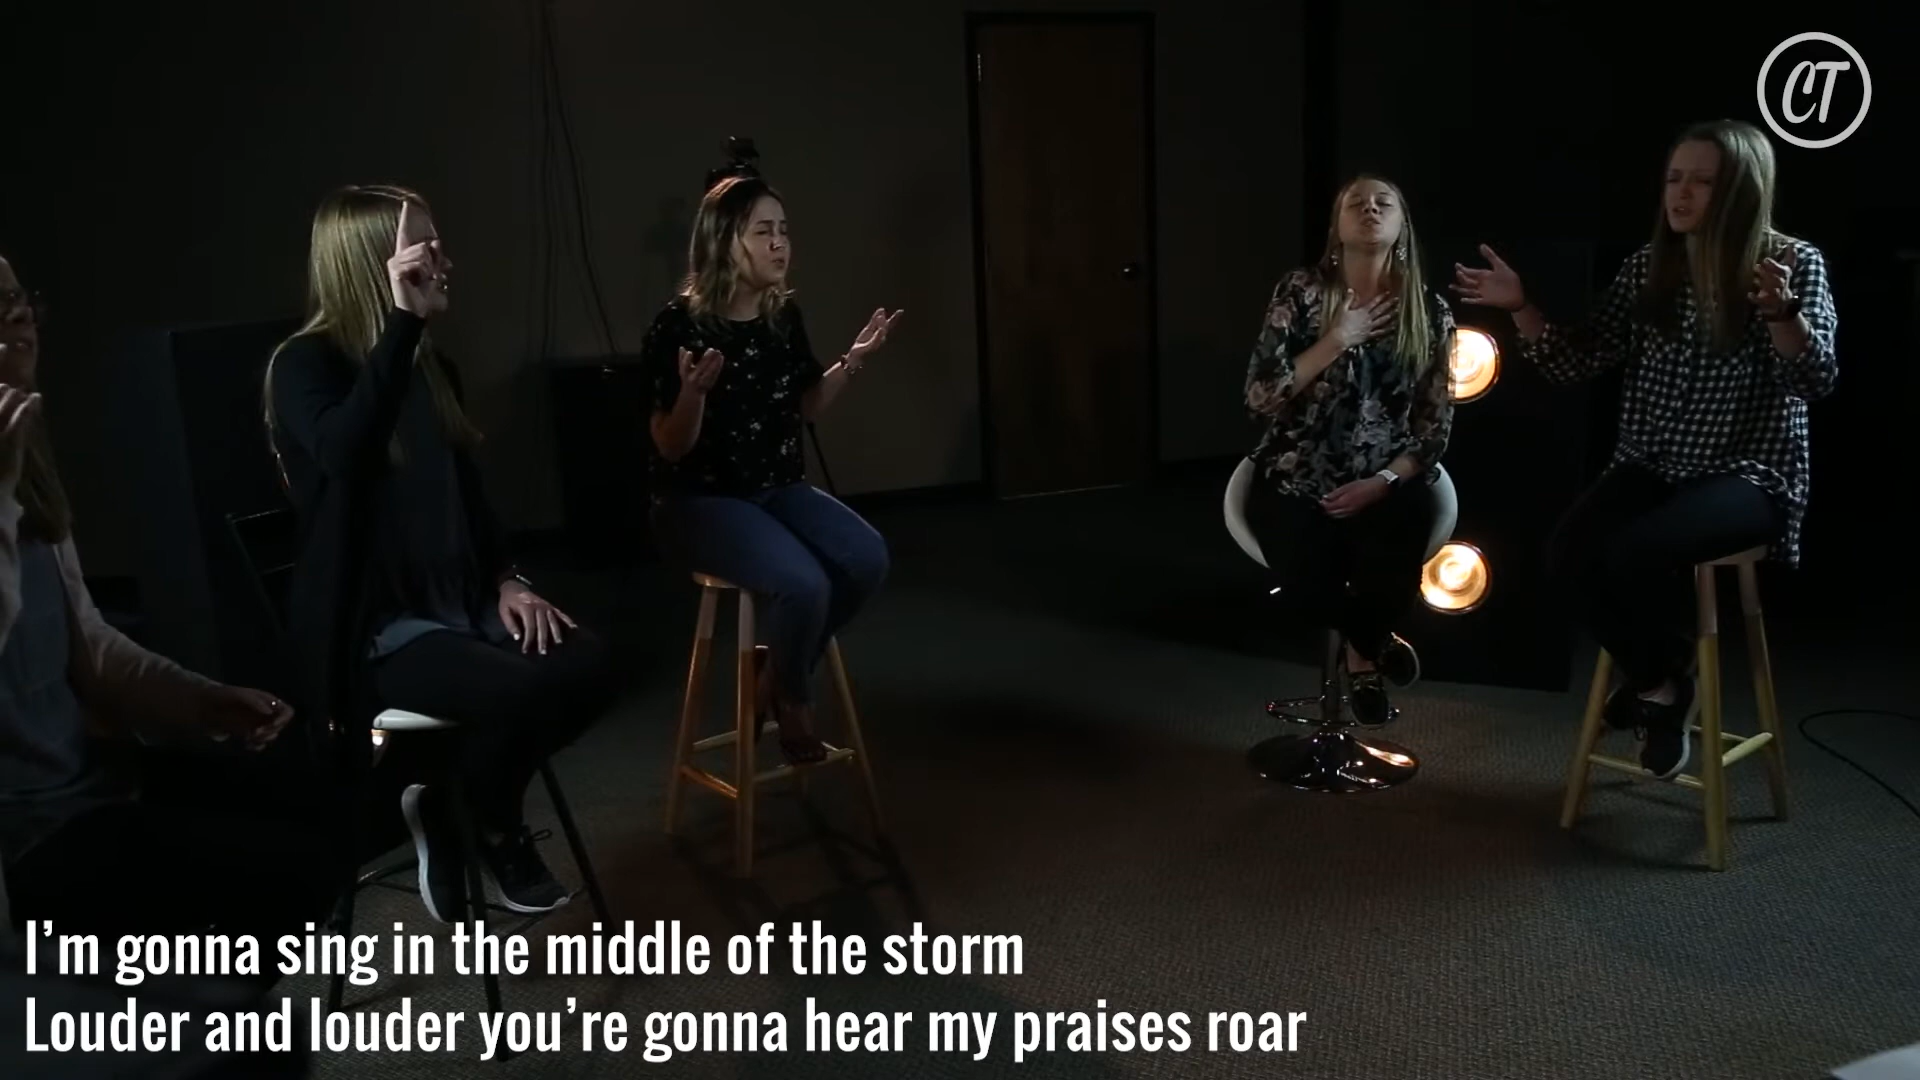 CT
I'm gonna sing in the middle of the storm
Louder and louder you're gonna hear my praises roar